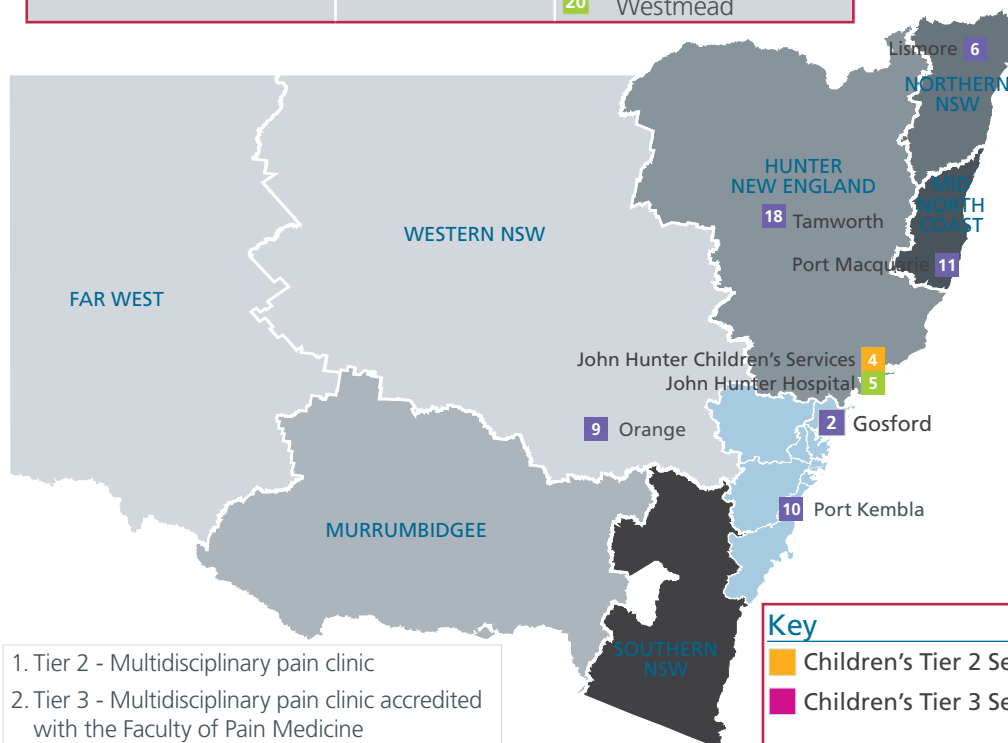 20 Westmead
Lismore 6
NORTHERN
NSW
HUNTER
NEW ENGLAND
MID
NORTH
COAST
18 Tamworth
WESTERN NSW
Port Macquarie 11
FAR WEST
John Hunter Children's Services 4
John Hunter Hospital 5
9 Orange
2 Gosford
10 Port Kembla
MURRUMBIDGEE
SOUTHERN
NSW
1. Tier 2 - Multidisciplinary pain clinic
2. Tier 3 - Multidisciplinary pain clinic accredited
with the Faculty of Pain Medicine
Key
Children's Tier 2 Se
Children's Tier 3 Se